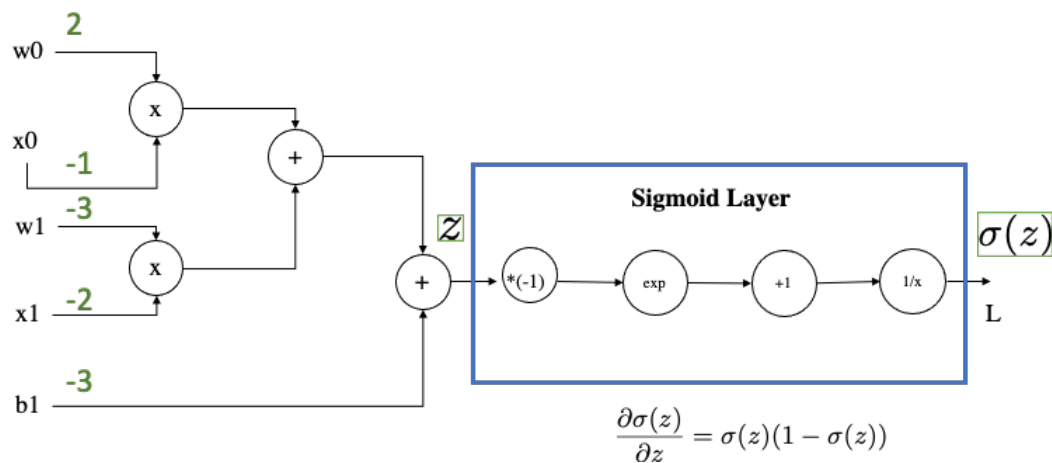 2
w0
x
x0
-1
+
-3
w1
x
x1
-2
-3
b1
z
+
Sigmoid Layer
*(-1)
exp
+1
1/x
σ(z)
L
∂σ(z)/∂z = σ(z)(1 − σ(z))